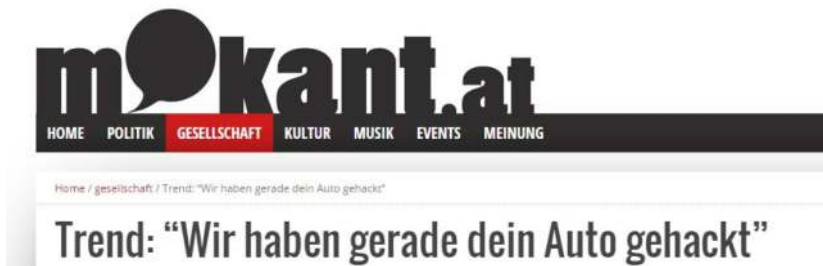 mokant.at
HOME POLITIK GESELLSCHAFT KULTUR MUSIK EVENTS MEINUNG
Home / gesellschaft / Trend: "Wir haben gerade dein Auto gehackt"
Trend: “Wir haben gerade dein Auto gehackt”